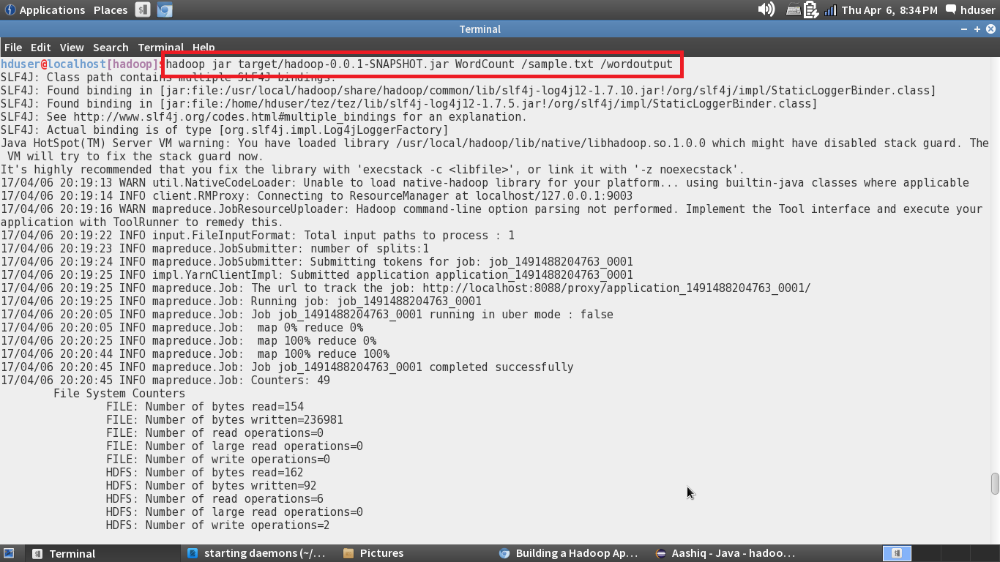 Applications Places Thu Apr 6, 8:34 PM hduser
Terminal
File Edit View Search Terminal Help
hduser@localhost[hadoop]$hadoop jar target/hadoop-0.0.1-SNAPSHOT.jar WordCount /sample.txt /wordoutput
SLF4J: Class path contains multiple SLF4J bindings.
SLF4J: Found binding in [jar:file:/usr/local/hadoop/share/hadoop/common/lib/slf4j-log4j12-1.7.10.jar!/org/slf4j/impl/StaticLoggerBinder.class]
SLF4J: Found binding in [jar:file:/home/hduser/tez/tez/lib/slf4j-log4j12-1.7.5.jar!/org/slf4j/impl/StaticLoggerBinder.class]
SLF4J: See http://www.slf4j.org/codes.html#multiple_bindings for an explanation.
SLF4J: Actual binding is of type [org.slf4j.impl.Log4jLoggerFactory]
Java HotSpot(TM) Server VM warning: You have loaded library /usr/local/hadoop/lib/native/libhadoop.so.1.0.0 which might have disabled stack guard. The
 VM will try to fix the stack guard now.
It's highly recommended that you fix the library with 'execstack -c <libfile>', or link it with '-z noexecstack'.
17/04/06 20:19:13 WARN util.NativeCodeLoader: Unable to load native-hadoop library for your platform... using builtin-java classes where applicable
17/04/06 20:19:14 INFO client.RMProxy: Connecting to ResourceManager at localhost/127.0.0.1:9003
17/04/06 20:19:16 WARN mapreduce.JobResourceUploader: Hadoop command-line option parsing not performed. Implement the Tool interface and execute your
application with ToolRunner to remedy this.
17/04/06 20:19:22 INFO input.FileInputFormat: Total input paths to process : 1
17/04/06 20:19:23 INFO mapreduce.JobSubmitter: number of splits:1
17/04/06 20:19:24 INFO mapreduce.JobSubmitter: Submitting tokens for job: job_1491488204763_0001
17/04/06 20:19:25 INFO impl.YarnClientImpl: Submitted application application_1491488204763_0001
17/04/06 20:19:25 INFO mapreduce.Job: The url to track the job: http://localhost:8088/proxy/application_1491488204763_0001/
17/04/06 20:19:25 INFO mapreduce.Job: Running job: job_1491488204763_0001
17/04/06 20:20:05 INFO mapreduce.Job: Job job_1491488204763_0001 running in uber mode : false
17/04/06 20:20:05 INFO mapreduce.Job:  map 0% reduce 0%
17/04/06 20:20:25 INFO mapreduce.Job:  map 100% reduce 0%
17/04/06 20:20:44 INFO mapreduce.Job:  map 100% reduce 100%
17/04/06 20:20:45 INFO mapreduce.Job: Job job_1491488204763_0001 completed successfully
17/04/06 20:20:45 INFO mapreduce.Job: Counters: 49
File System Counters
FILE: Number of bytes read=154
FILE: Number of bytes written=236981
FILE: Number of read operations=0
FILE: Number of large read operations=0
FILE: Number of write operations=0
HDFS: Number of bytes read=162
HDFS: Number of bytes written=92
HDFS: Number of read operations=6
HDFS: Number of large read operations=0
HDFS: Number of write operations=2
Terminal starting daemons (~/... Pictures Building a Hadoop Ap... Aashiq - Java - hadoo...